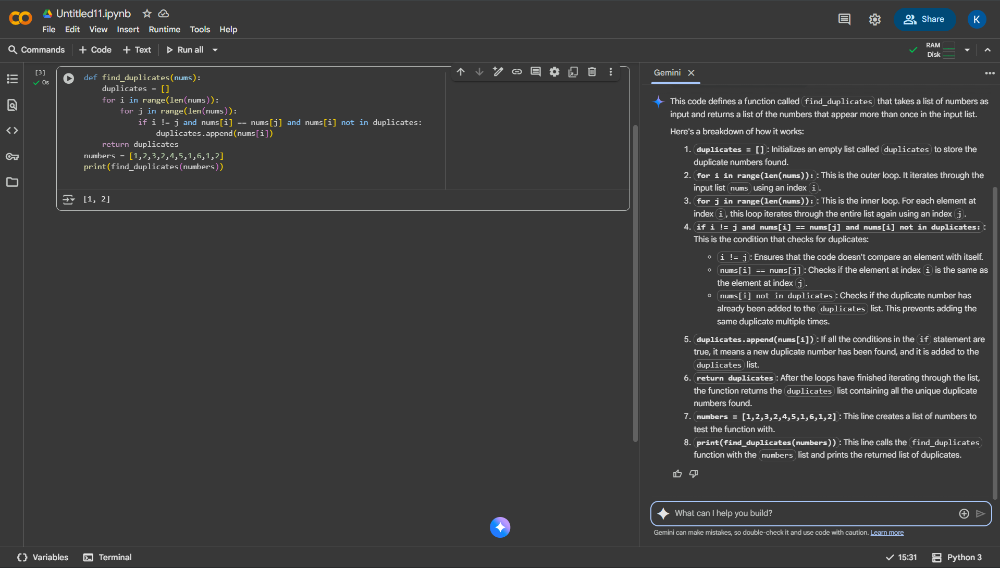 Untitled11.ipynb
File Edit View Insert Runtime Tools Help
Share
K
Commands + Code + Text Run all
RAM
Disk
[3]
0s
def find_duplicates(nums):
    duplicates = []
    for i in range(len(nums)):
        for j in range(len(nums)):
            if i != j and nums[i] == nums[j] and nums[i] not in duplicates:
                duplicates.append(nums[i])
    return duplicates
numbers = [1,2,3,2,4,5,1,6,1,2]
print(find_duplicates(numbers))
[1, 2]
Gemini
This code defines a function called find_duplicates that takes a list of numbers as
input and returns a list of the numbers that appear more than once in the input list.
Here's a breakdown of how it works:
1. duplicates = []: Initializes an empty list called duplicates to store the
duplicate numbers found.
2. for i in range(len(nums)):: This is the outer loop. It iterates through the
input list nums using an index i.
3. for j in range(len(nums)):: This is the inner loop. For each element at
index i, this loop iterates through the entire list again using an index j.
4. if i != j and nums[i] == nums[j] and nums[i] not in duplicates::
This is the condition that checks for duplicates:
i != j: Ensures that the code doesn't compare an element with itself.
nums[i] == nums[j]: Checks if the element at index i is the same as
the element at index j.
nums[i] not in duplicates: Checks if the duplicate number has
already been added to the duplicates list. This prevents adding the
same duplicate multiple times.
5. duplicates.append(nums[i]): If all the conditions in the if statement are
true, it means a new duplicate number has been found, and it is added to the
duplicates list.
6. return duplicates: After the loops have finished iterating through the list,
the function returns the duplicates list containing all the unique duplicate
numbers found.
7. numbers = [1,2,3,2,4,5,1,6,1,2]: This line creates a list of numbers to
test the function with.
8. print(find_duplicates(numbers)): This line calls the find_duplicates
function with the numbers list and prints the returned list of duplicates.
What can I help you build?
Gemini can make mistakes, so double-check it and use code with caution. Learn more
Variables Terminal
15:31 Python 3